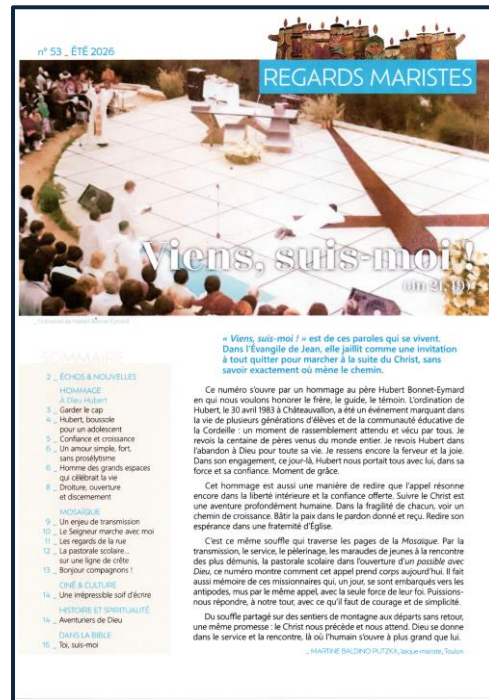 n° 53 _ ÉTÉ 2026
REGARDS MARISTES
Viens, suis-moi !
(Jn 21, 19)
L'ordination de Hubert Bonnet-Eymard
SOMMAIRE
2 _ ÉCHOS & NOUVELLES
HOMMAGE
À Dieu Hubert
3 _ Garder le cap
4 _ Hubert, boussole
pour un adolescent
5 _ Confiance et croissance
6 _ Un amour simple, fort,
sans prosélytisme
6 _ Homme des grands espaces
qui célébrait la vie
8 _ Droiture, ouverture
et discernement
MOSAÏQUE
9 _ Un enjeu de transmission
10 _ Le Seigneur marche avec moi
11 _ Les regards de la rue
12 _ La pastorale scolaire...
sur une ligne de crête
13 _ Bonjour compagnons !
CINÉ & CULTURE
14 _ Une irrépressible soif d'écrire
HISTOIRE ET SPIRITUALITÉ
14 _ Aventuriers de Dieu
DANS LA BIBLE
16 _ Toi, suis-moi
« Viens, suis-moi ! » est de ces paroles qui se vivent.
Dans l'Évangile de Jean, elle jaillit comme une invitation
à tout quitter pour marcher à la suite du Christ, sans
savoir exactement où mène le chemin.
Ce numéro s'ouvre par un hommage au père Hubert Bonnet-Eymard
en qui nous voulons honorer le frère, le guide, le témoin. L'ordination de
Hubert, le 30 avril 1983 à Châteauvallon, a été un événement marquant dans
la vie de plusieurs générations d'élèves et de la communauté éducative de
la Cordeille : un moment de rassemblement attendu et vécu par tous. Je
revois la centaine de pères venus du monde entier. Je revois Hubert dans
l'abandon à Dieu pour toute sa vie. Je ressens encore la ferveur et la joie.
Dans son engagement, ce jour-là, Hubert nous portait tous avec lui, dans sa
force et sa confiance. Moment de grâce.
Cet hommage est aussi une manière de redire que l'appel résonne
encore dans la liberté intérieure et la confiance offerte. Suivre le Christ est
une aventure profondément humaine. Dans la fragilité de chacun, voir un
chemin de croissance. Bâtir la paix dans le pardon donné et reçu. Redire son
espérance dans une fraternité d'Église.
C'est ce même souffle qui traverse les pages de la Mosaïque. Par la
transmission, le service, le pèlerinage, les maraudes de jeunes à la rencontre
des plus démunis, la pastorale scolaire dans l'ouverture d'un possible avec
Dieu, ce numéro montre comment cet appel prend corps aujourd'hui. Il fait
aussi mémoire de ces missionnaires qui, un jour, se sont embarqués vers les
antipodes, mus par le même appel, avec la seule force de leur foi. Puissions-
nous répondre, à notre tour, avec ce qu'il faut de courage et de simplicité.
Du souffle partagé sur des sentiers de montagne aux départs sans retour,
une même promesse : le Christ nous précède et nous attend. Dieu se donne
dans le service et la rencontre, là où l'humain s'ouvre à plus grand que lui.
_ MARTINE BALDINO PUTZKA, laïque mariste, Toulon